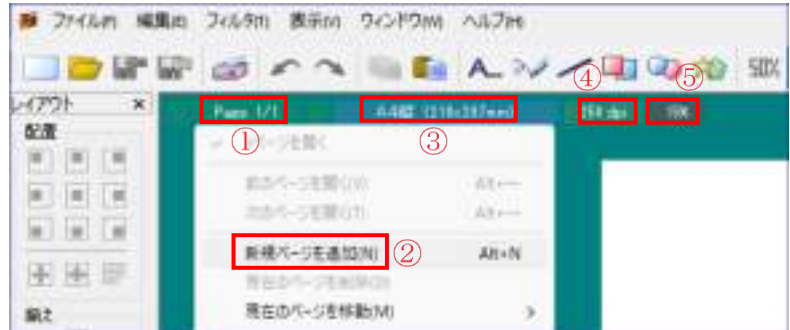 ファイル(F) 編集(E) フィルタ(T) 表示(V) ウィンドウ(W) ヘルプ(H)
50%
レイアウト ×
Page 1/1 A4縦 (210×297mm) dpi
① ③ ④ ⑤
配置
ページを開く
前のページを開く(V) Alt+←
次のページを開く(T) Alt+
新規ページを追加(N) ② Alt+N
現在のページを削除(D)
現在のページを移動(M) >
揃え